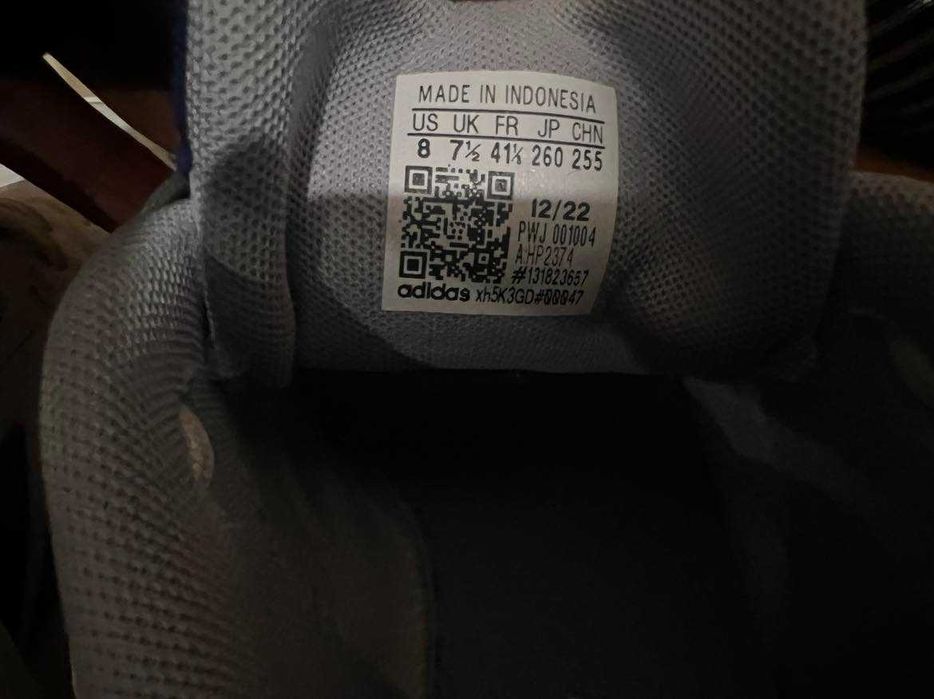 MADE IN INDONESIA
US UK FR JP CHN
8 7½ 41⅓ 260 255
12/22
PWJ 001004
A:HP2374
#131823657
adidas xh5K3GD#00047